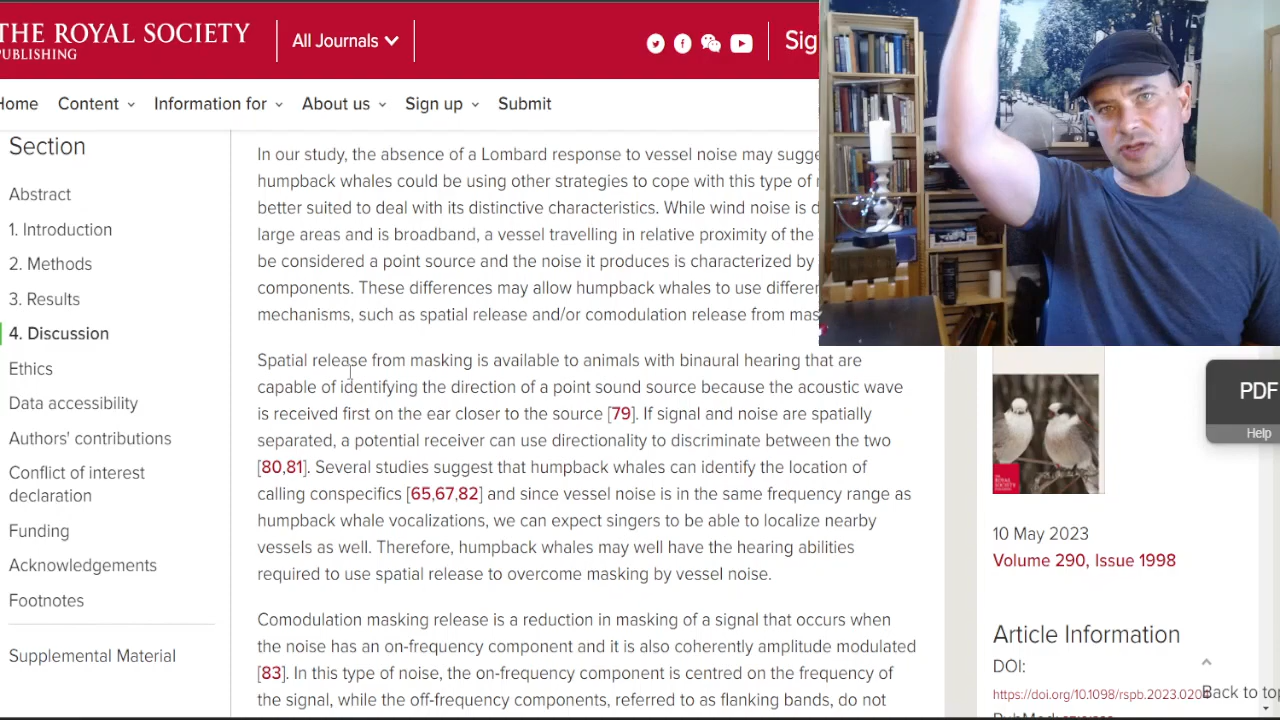 THE ROYAL SOCIETY
PUBLISHING
All Journals
Home
Content
Information for
About us
Sign up
Submit
Section
Abstract
1. Introduction
2. Methods
3. Results
4. Discussion
Ethics
Data accessibility
Authors' contributions
Conflict of interest
declaration
Funding
Acknowledgements
Footnotes
Supplemental Material
In our study, the absence of a Lombard response to vessel noise may
humpback whales could be using other strategies to cope with this type of
better suited to deal with its distinctive characteristics. While wind noise is
large areas and is broadband, a vessel travelling in relative proximity of the
be considered a point source and the noise it produces is characterized by
components. These differences may allow humpback whales to use
mechanisms, such as spatial release and/or comodulation release from
Spatial release from masking is available to animals with binaural hearing that are
capable of identifying the direction of a point sound source because the acoustic wave
is received first on the ear closer to the source [79]. If signal and noise are spatially
separated, a potential receiver can use directionality to discriminate between the two
[80,81]. Several studies suggest that humpback whales can identify the location of
calling conspecifics [65,67,82] and since vessel noise is in the same frequency range as
humpback whale vocalizations, we can expect singers to be able to localize nearby
vessels as well. Therefore, humpback whales may well have the hearing abilities
required to use spatial release to overcome masking by vessel noise.
Comodulation masking release is a reduction in masking of a signal that occurs when
the noise has an on-frequency component and it is also coherently amplitude modulated
[83]. In this type of noise, the on-frequency component is centred on the frequency of
the signal, while the off-frequency components, referred to as flanking bands, do not
PDF
Help
10 May 2023
Volume 290, Issue 1998
Article Information
DOI:
https://doi.org/10.1098/rspb.2023.020
Back to top